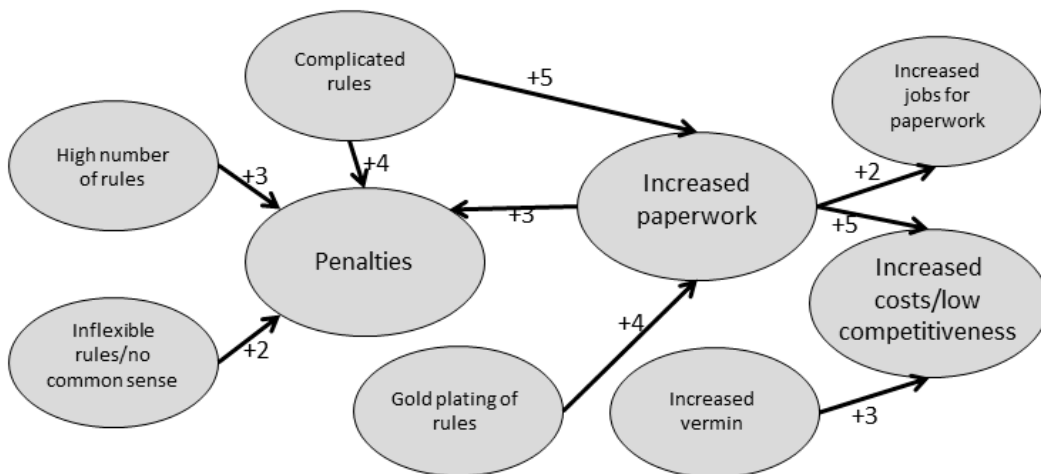 Complicated
rules
+5
Increased
jobs for
paperwork
High number
of rules
+3
+4
+2
Increased
paperwork
+3
+5
Penalties
Increased
costs/low
competitiveness
Inflexible
rules/no
common sense
+2
+4
Gold plating of
rules
Increased
vermin
+3